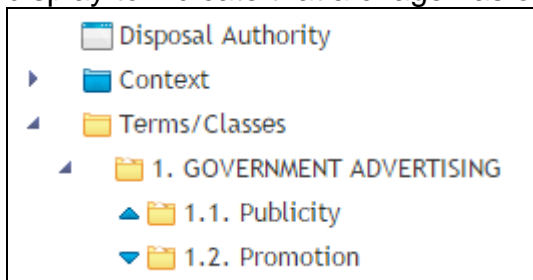 Disposal Authority
Context
Terms/Classes
1. GOVERNMENT ADVERTISING
1.1. Publicity
1.2. Promotion